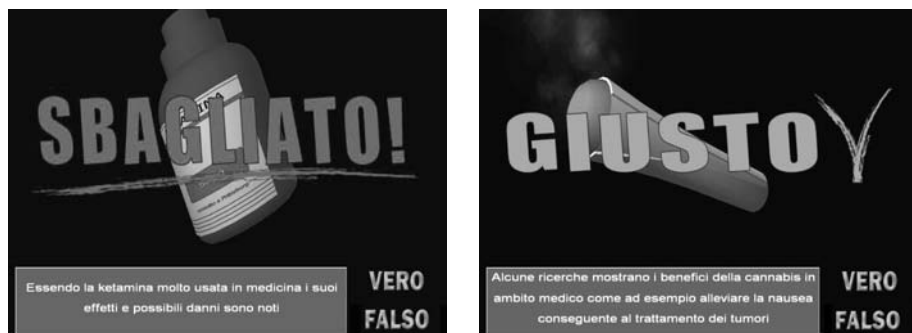 SBAGLIATO!
Essendo la ketamina molto usata in medicina i suoi
effetti e possibili danni sono noti
VERO
FALSO
GIUSTO
Alcune ricerche mostrano i benefici della cannabis in
ambito medico come ad esempio alleviare la nausea
conseguente al trattamento dei tumori
VERO
FALSO